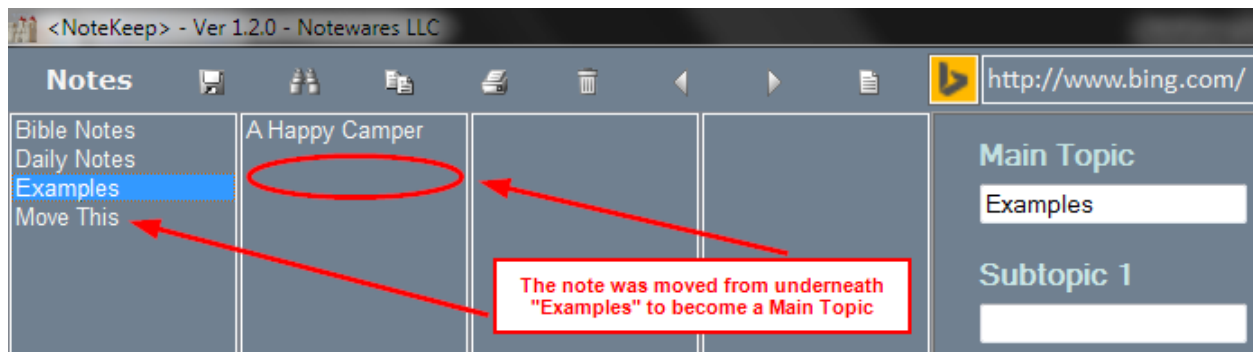 <NoteKeep> - Ver 1.2.0 - Notewares LLC
Notes
http://www.bing.com/
Bible Notes
Daily Notes
Examples
Move This
A Happy Camper
Main Topic
Examples
Subtopic 1
The note was moved from underneath
"Examples" to become a Main Topic